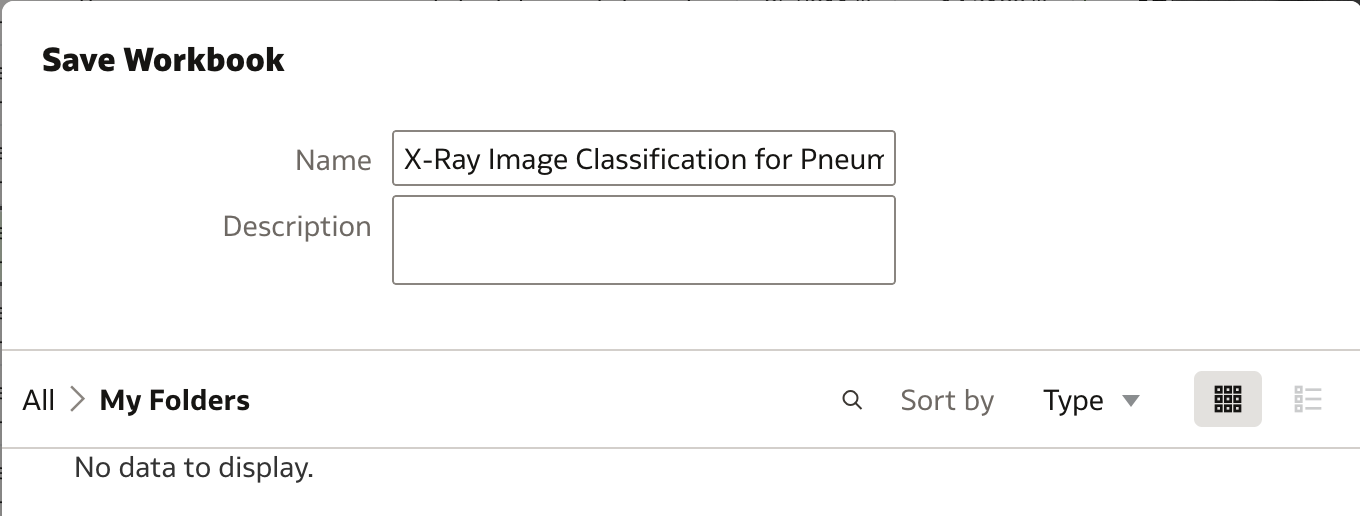 Save Workbook
Name X-Ray Image Classification for Pneum
Description
All > My Folders Sort by Type
No data to display.